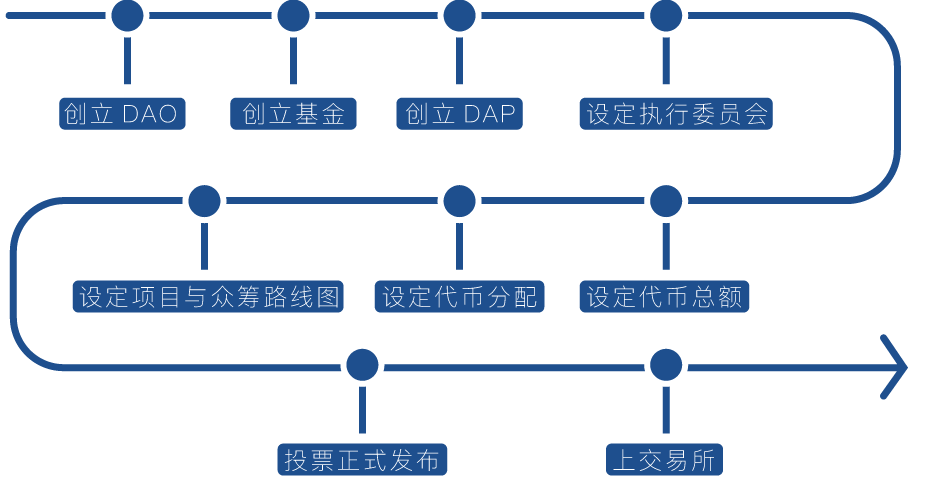 创立 DAO
创立基金
创立 DAP
设定执行委员会
设定项目与众筹路线图
设定代币分配
设定代币总额
投票正式发布
上交易所